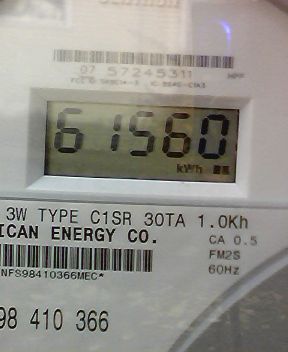 07 57245311
61560
kWh
3W TYPE C1SR 30TA 1.0Kh
ICAN ENERGY CO.
CA 0.5
FM2S
60Hz
NFS98410366MEC*
98 410 366